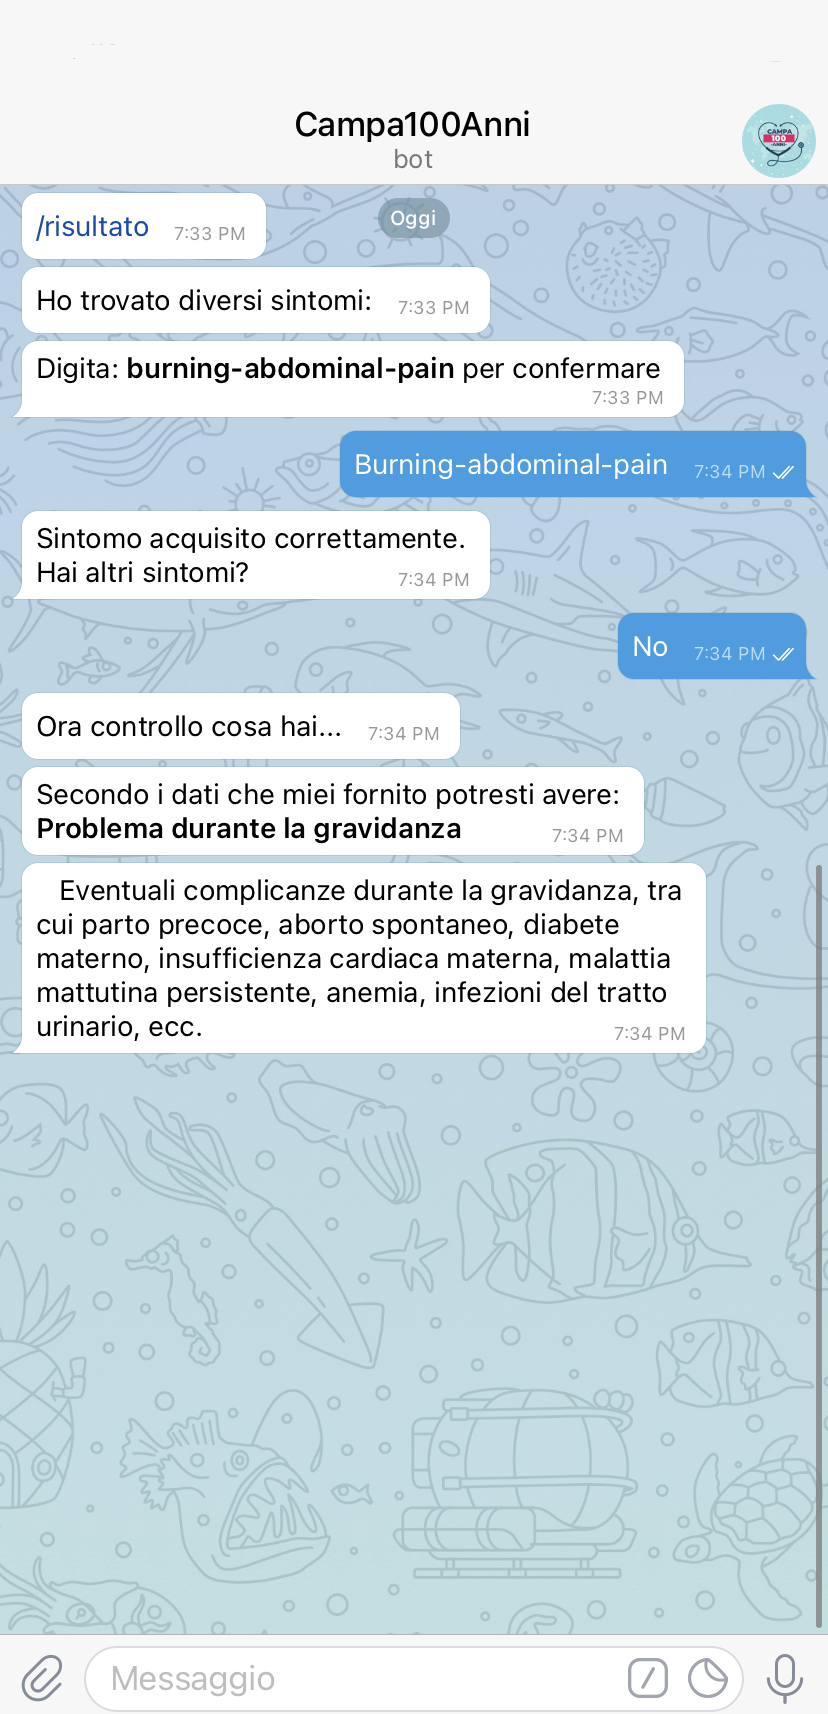 Campa100Anni
bot
CAMPA
100
ANNI
Oggi
/risultato 7:33 PM
Ho trovato diversi sintomi: 7:33 PM
Digita: burning-abdominal-pain per confermare
7:33 PM
Burning-abdominal-pain 7:34 PM
Sintomo acquisito correttamente.
Hai altri sintomi? 7:34 PM
No 7:34 PM
Ora controllo cosa hai... 7:34 PM
Secondo i dati che miei fornito potresti avere:
Problema durante la gravidanza 7:34 PM
Eventuali complicanze durante la gravidanza, tra
cui parto precoce, aborto spontaneo, diabete
materno, insufficienza cardiaca materna, malattia
mattutina persistente, anemia, infezioni del tratto
urinario, ecc. 7:34 PM
Messaggio